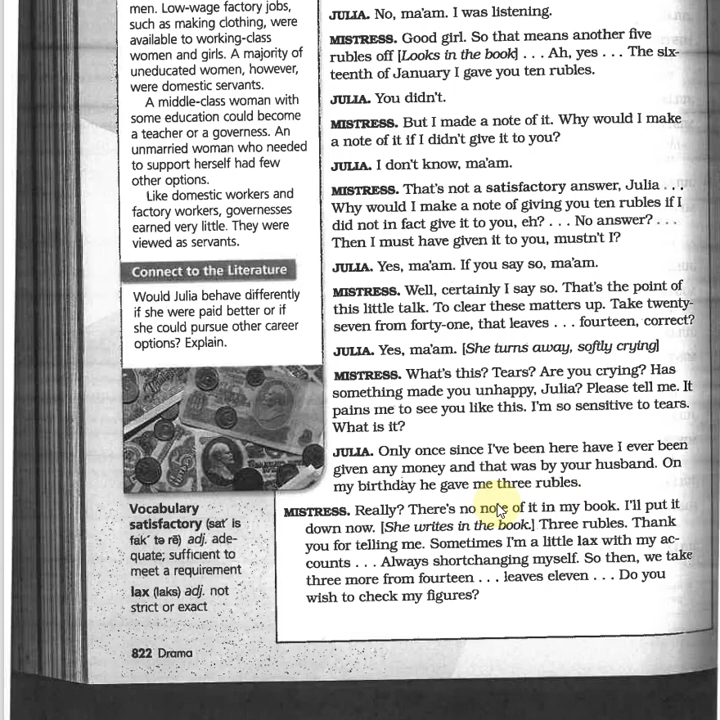 men. Low-wage factory jobs,
such as making clothing, were
available to working-class
women and girls. A majority of
uneducated women, however,
were domestic servants.
A middle-class woman with
some education could become
a teacher or a governess. An
unmarried woman who needed
to support herself had few
other options.
Like domestic workers and
factory workers, governesses
earned very little. They were
viewed as servants.
Connect to the Literature
Would Julia behave differently
if she were paid better or if
she could pursue other career
options? Explain.
Vocabulary
satisfactory (sat′ is
fak′ tə rē) adj. ade-
quate; sufficient to
meet a requirement
lax (laks) adj. not
strict or exact
JULIA. No, ma'am. I was listening.
MISTRESS. Good girl. So that means another five
rubles off [Looks in the book] . . . Ah, yes . . . The six-
teenth of January I gave you ten rubles.
JULIA. You didn't.
MISTRESS. But I made a note of it. Why would I make
a note of it if I didn't give it to you?
JULIA. I don't know, ma'am.
MISTRESS. That's not a satisfactory answer, Julia . . .
Why would I make a note of giving you ten rubles if I
did not in fact give it to you, eh? . . . No answer? . . .
Then I must have given it to you, mustn't I?
JULIA. Yes, ma'am. If you say so, ma'am.
MISTRESS. Well, certainly I say so. That's the point of
this little talk. To clear these matters up. Take twenty-
seven from forty-one, that leaves . . . fourteen, correct?
JULIA. Yes, ma'am. [She turns away, softly crying]
MISTRESS. What's this? Tears? Are you crying? Has
something made you unhappy, Julia? Please tell me. It
pains me to see you like this. I'm so sensitive to tears.
What is it?
JULIA. Only once since I've been here have I ever been
given any money and that was by your husband. On
my birthday he gave me three rubles.
MISTRESS. Really? There's no note of it in my book. I'll put it
down now. [She writes in the book.] Three rubles. Thank
you for telling me. Sometimes I'm a little lax with my ac-
counts . . . Always shortchanging myself. So then, we take
three more from fourteen . . . leaves eleven . . . Do you
wish to check my figures?
822 Drama